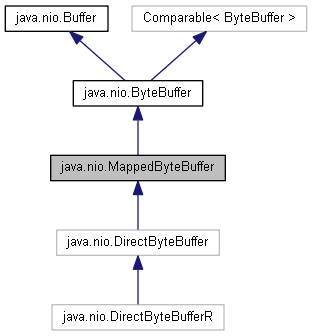 java.nio.Buffer
Comparable< ByteBuffer >
java.nio.ByteBuffer
java.nio.MappedByteBuffer
java.nio.DirectByteBuffer
java.nio.DirectByteBufferR